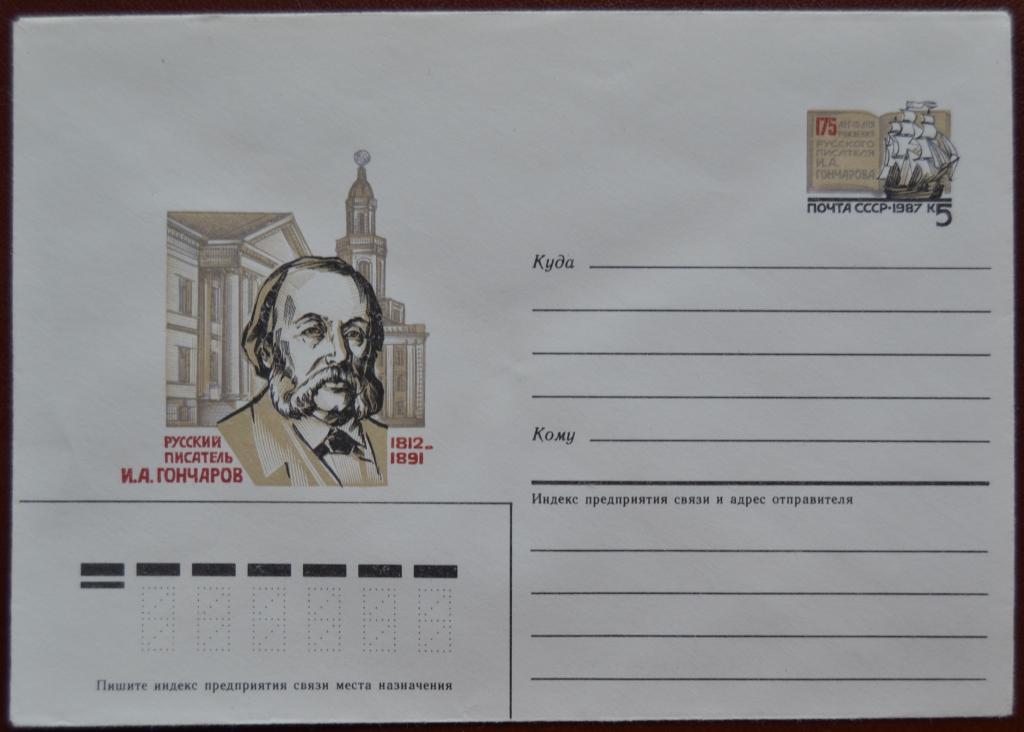 175 ЛЕТ СО ДНЯ
РОЖДЕНИЯ
РУССКОГО
ПИСАТЕЛЯ
И.А.
ГОНЧАРОВА
ПОЧТА СССР·1987 К5
РУССКИЙ
ПИСАТЕЛЬ
И.А. ГОНЧАРОВ
1812–
1891
Куда
Кому
Индекс предприятия связи и адрес отправителя
Пишите индекс предприятия связи места назначения